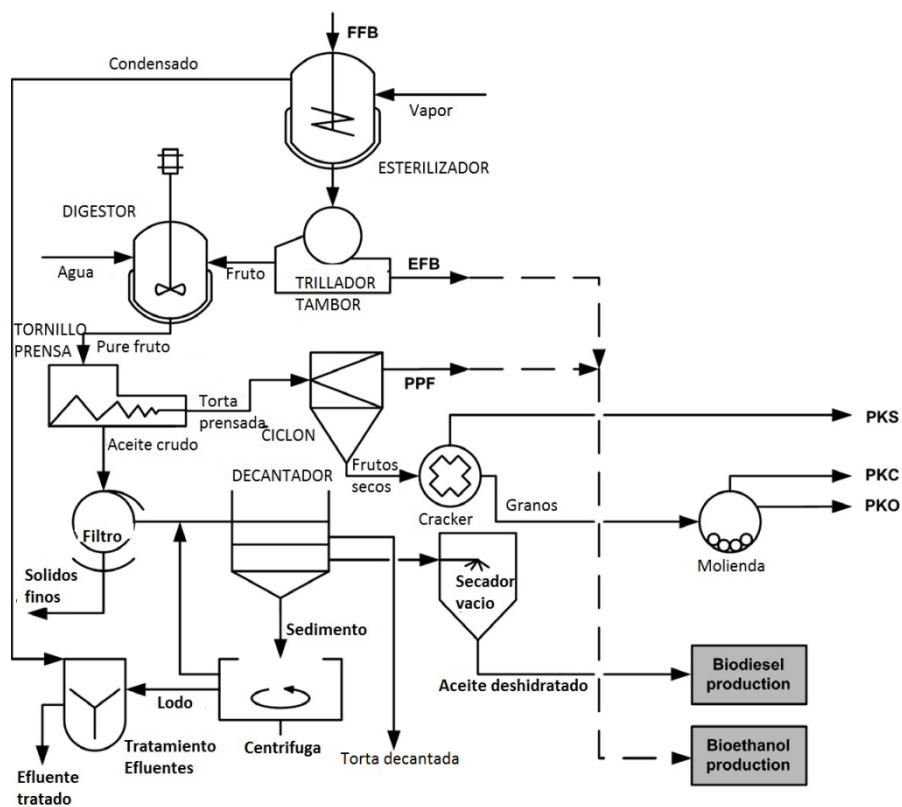 FFB
Condensado
Vapor
ESTERILIZADOR
DIGESTOR
Agua
Fruto
TRILLADOR
TAMBOR
EFB
TORNILLO
PRENSA
Pure fruto
Torta
prensada
CICLON
PPF
Aceite crudo
Frutos
secos
Cracker
PKS
Granos
PKC
PKO
Molienda
DECANTADOR
Filtro
Solidos
finos
Secador
vacio
Sedimento
Aceite deshidratado
Biodiesel
production
Lodo
Centrifuga
Torta decantada
Tratamiento
Efluentes
Efluente
tratado
Bioethanol
production